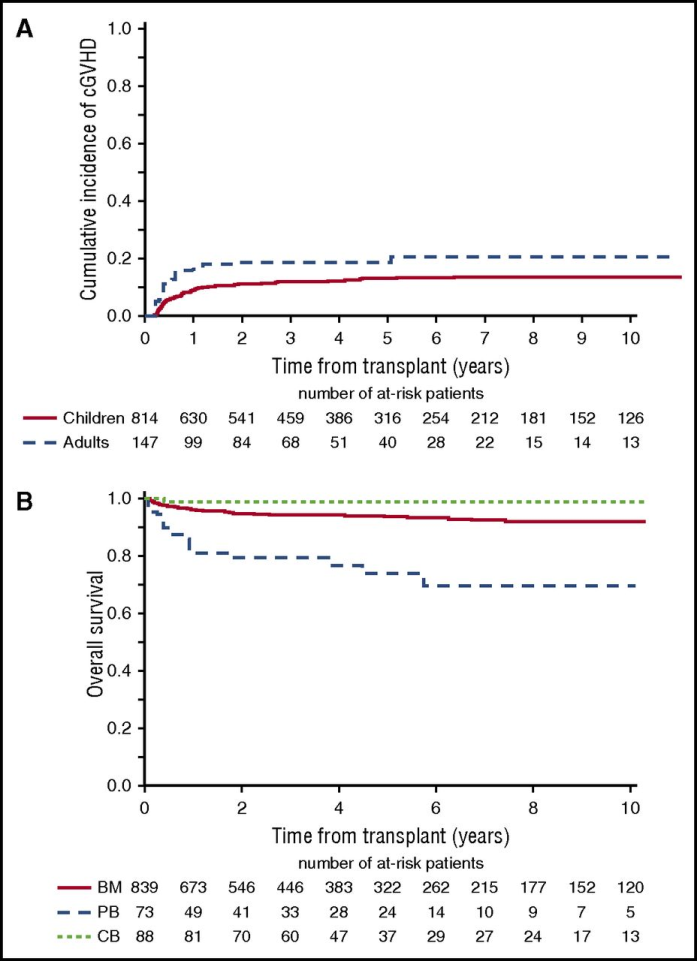 A
Cumulative incidence of cGVHD
1.0
0.8
0.6
0.4
0.2
0.0
0 1 2 3 4 5 6 7 8 9 10
Time from transplant (years)
number of at-risk patients
Children 814 630 541 459 386 316 254 212 181 152 126
Adults 147 99 84 68 51 40 28 22 15 14 13
B
Overall survival
1.0
0.8
0.6
0.4
0.2
0.0
0 2 4 6 8 10
Time from transplant (years)
number of at-risk patients
BM 839 673 546 446 383 322 262 215 177 152 120
PB 73 49 41 33 28 24 14 10 9 7 5
CB 88 81 70 60 47 37 29 27 24 17 13